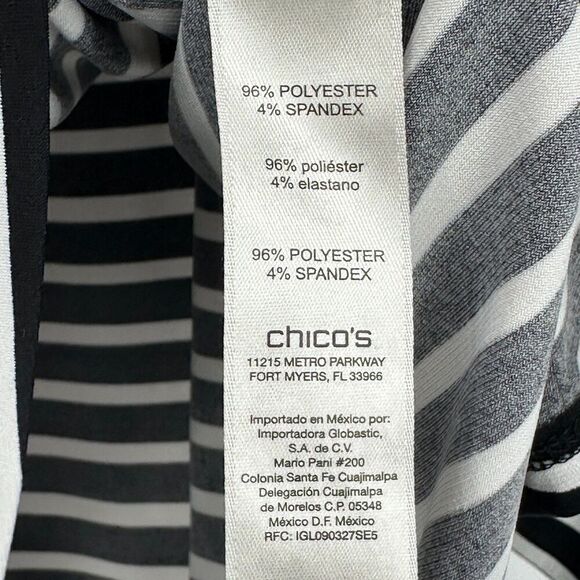 96% POLYESTER
4% SPANDEX
96% poliéster
4% elastano
96% POLYESTER
4% SPANDEX
chico's
11215 METRO PARKWAY
FORT MYERS, FL 33966
Importado en México por:
Importadora Globastic,
S.A. de C.V.
Mario Pani #200
Colonia Santa Fe Cuajimalpa
Delegación Cuajimalpa
de Morelos C.P. 05348
México D.F. México
RFC: IGL090327SE5